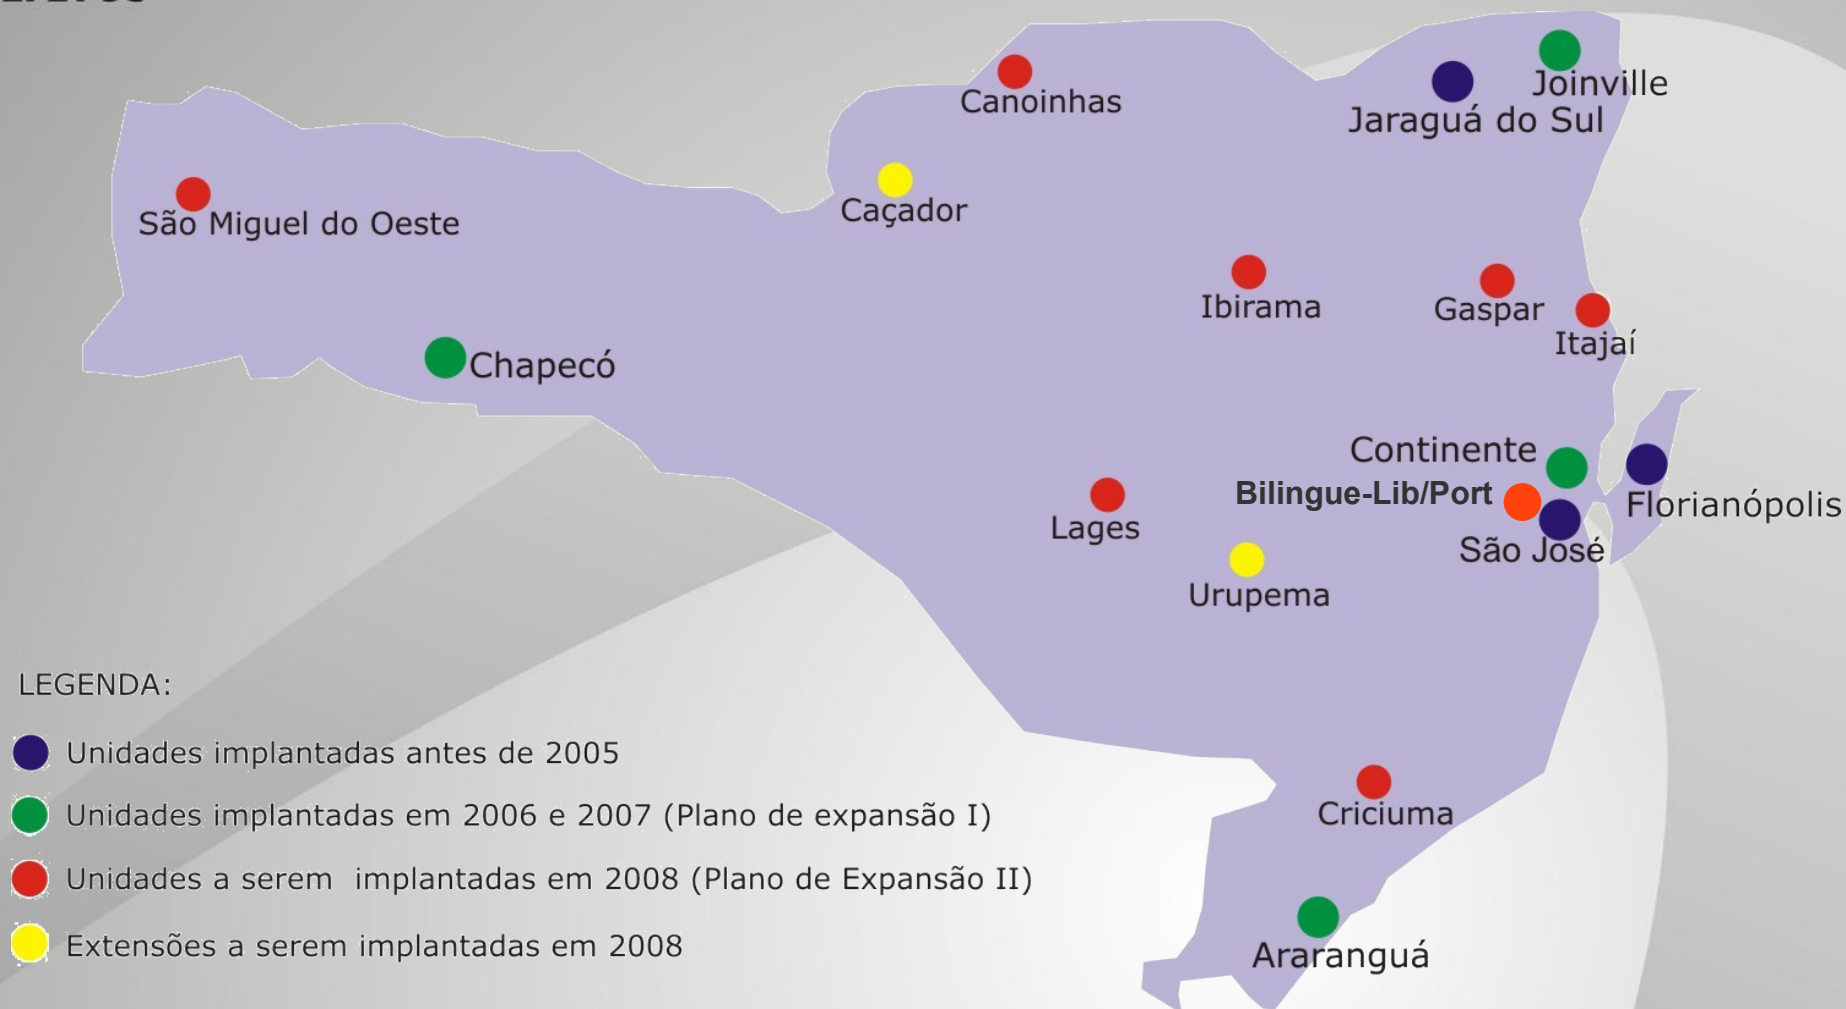 Joinville
Canoinhas
Jaraguá do Sul
Caçador
São Miguel do Oeste
Ibirama
Gaspar
Itajaí
Chapecó
Continente
Bilingue-Lib/Port
Florianópolis
Lages
São José
Urupema
LEGENDA:
Unidades implantadas antes de 2005
Unidades implantadas em 2006 e 2007 (Plano de expansão I)
Criciuma
Unidades a serem implantadas em 2008 (Plano de Expansão II)
Extensões a serem implantadas em 2008
Araranguá